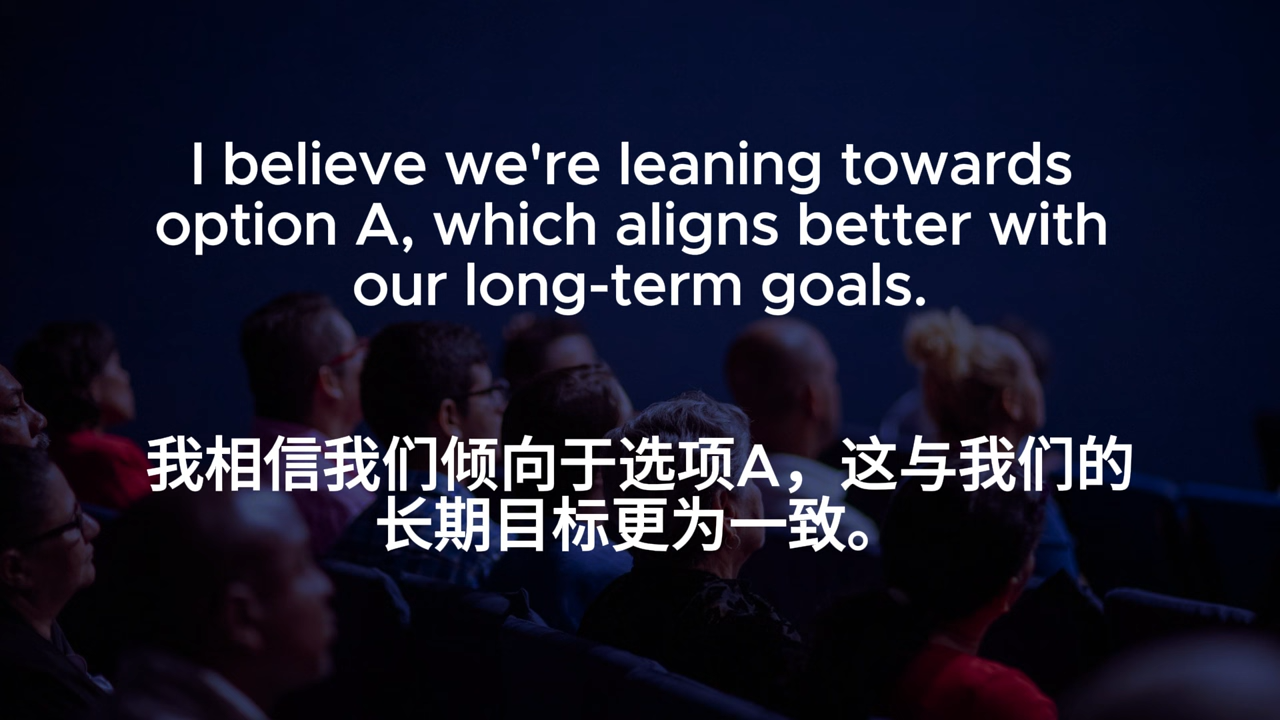 I believe we're leaning towards
option A, which aligns better with
our long-term goals.
我相信我们倾向于选项A，这与我们的
长期目标更为一致。